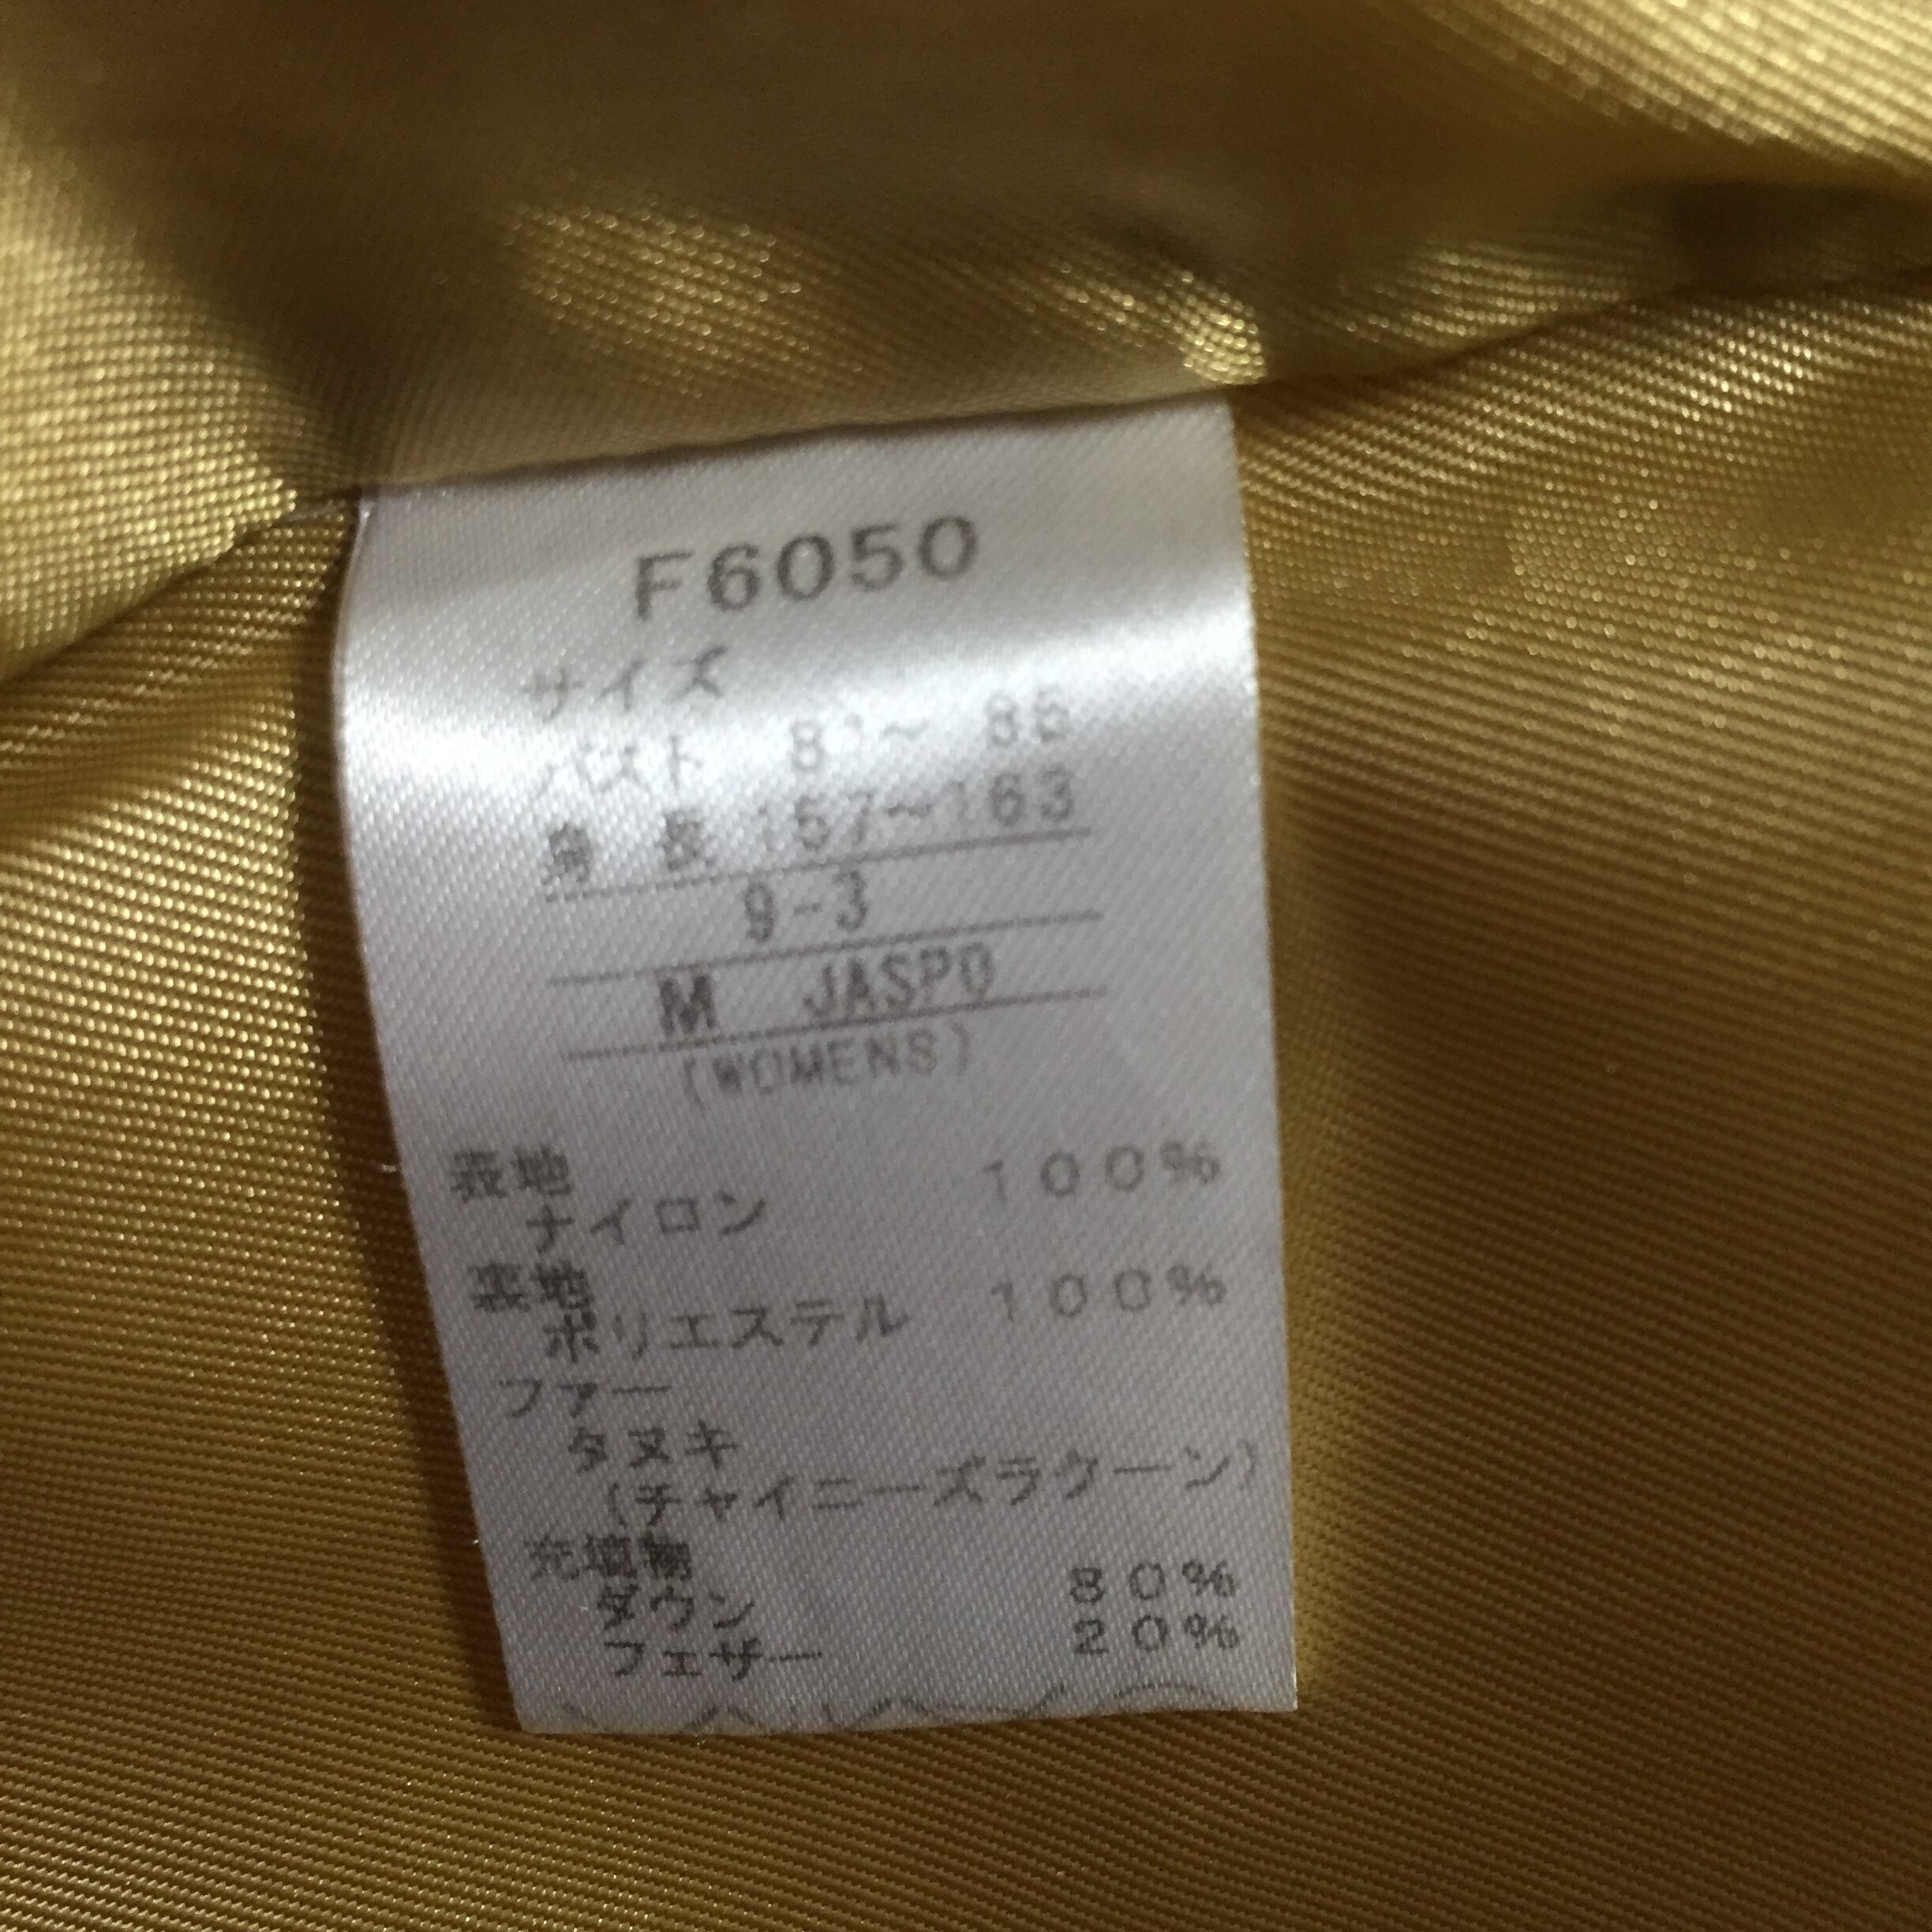 F6050
サイズ
バスト 81～ 85
身 長 157～163
9-3
M JASPO
(WOMENS)
表地 100%
ナイロン
裏地 100%
ポリエステル
ファー
タヌキ
(チャイニーズラクーン)
充填物
ダウン 80%
フェザー 20%